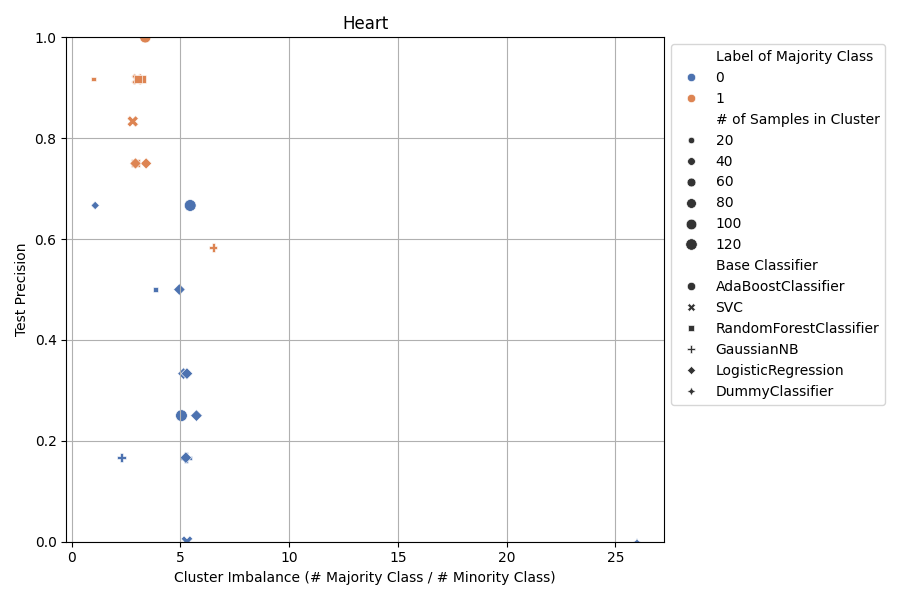 Heart
1.0
0.8
0.6
0.4
0.2
0.0
Test Precision
0
5
10
15
20
25
Cluster Imbalance (# Majority Class / # Minority Class)
Label of Majority Class
0
1
# of Samples in Cluster
20
40
60
80
100
120
Base Classifier
AdaBoostClassifier
SVC
RandomForestClassifier
GaussianNB
LogisticRegression
DummyClassifier